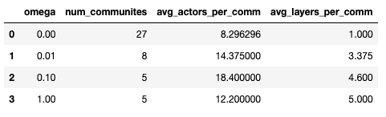 omega num_communites avg_actors_per_comm avg_layers_per_comm
0 0.00 27 8.296296 1.000
1 0.01 8 14.375000 3.375
2 0.10 5 18.400000 4.600
3 1.00 5 12.200000 5.000